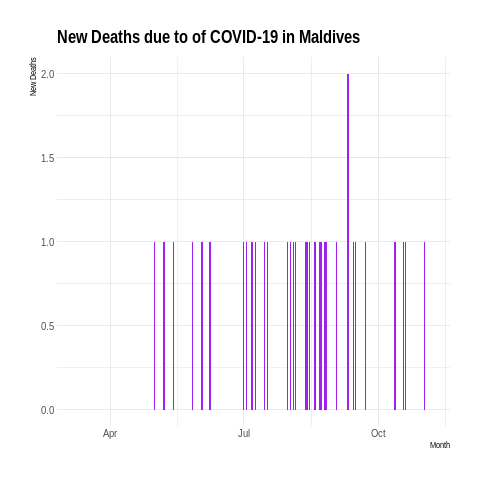 New Deaths due to of COVID-19 in Maldives
New Deaths
2.0
1.5
1.0
0.5
0.0
Apr
Jul
Oct
Month